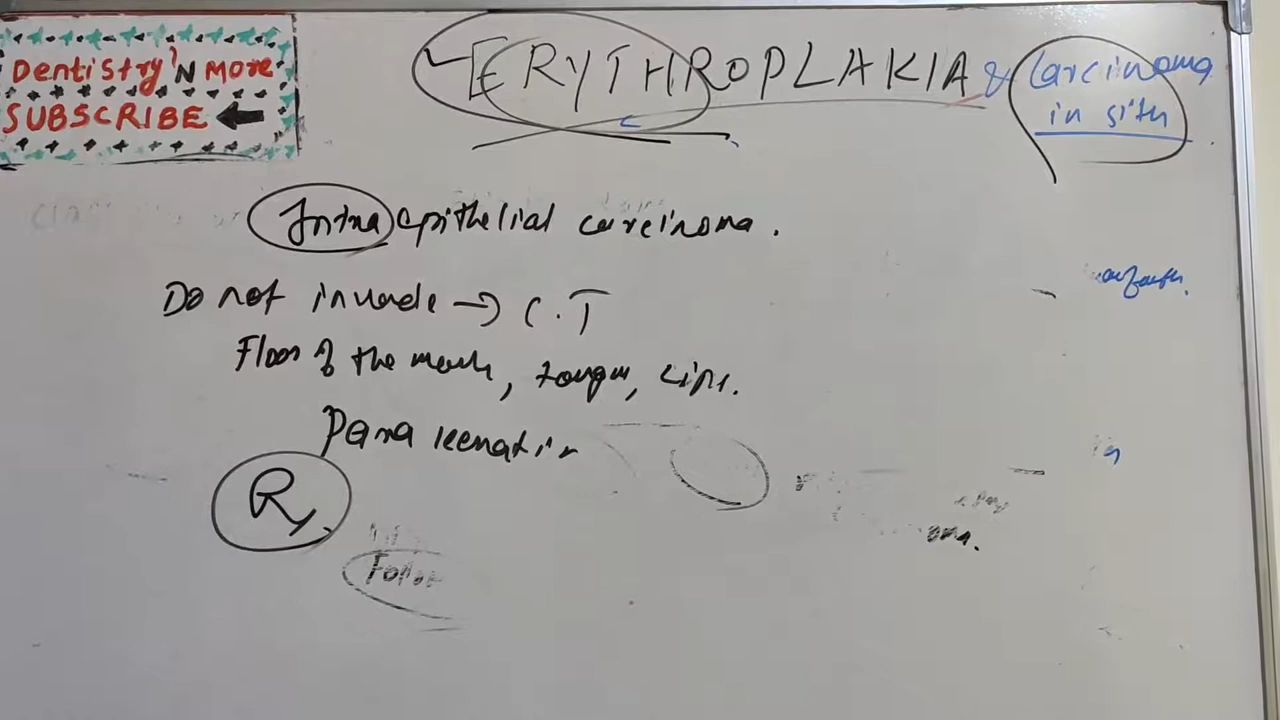 Dentistry'N More
SUBSCRIBE
ERYTHROPLAKIA & Carcinoma
in situ
Intra epithelial carcinoma.
Do not invade → C.T
Floor of the mouth, tongue, Lips.
Para keratin
Rx